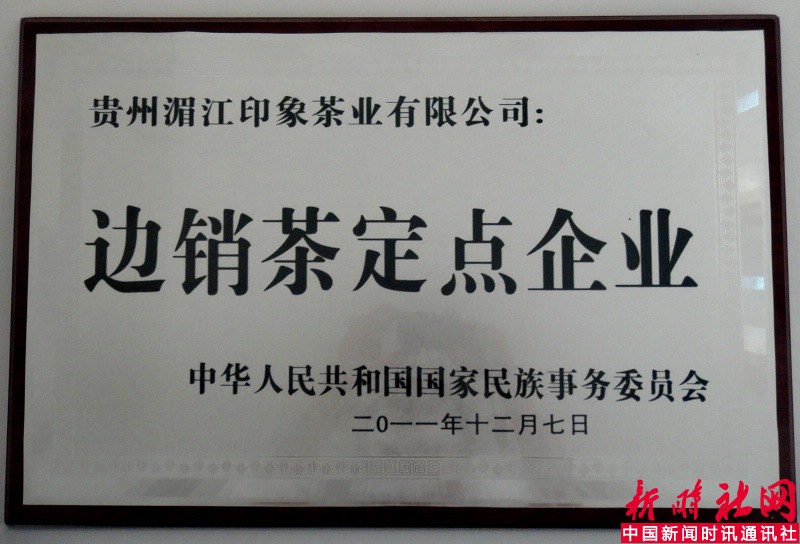 贵州湄江印象茶业有限公司：
边销茶定点企业
中华人民共和国国家民族事务委员会
二0一一年十二月七日
新时社网
中国新闻时讯通讯社